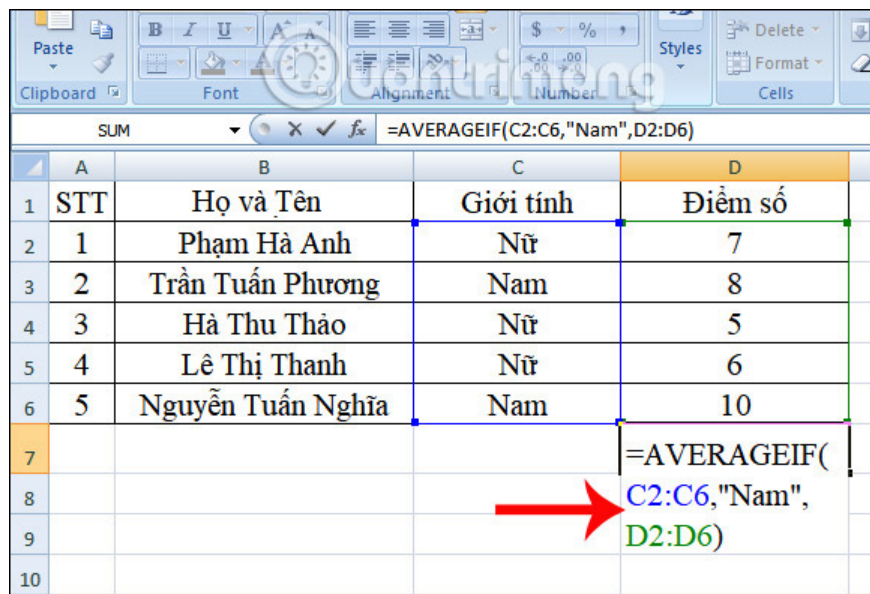 Paste
B I U A A
$ % ,
Styles
Delete
Format
Clipboard Font Alignment Number Cells
Quantrimang
SUM fx =AVERAGEIF(C2:C6,"Nam",D2:D6)
A B C D
1 STT Họ và Tên Giới tính Điểm số
2 1 Phạm Hà Anh Nữ 7
3 2 Trần Tuấn Phương Nam 8
4 3 Hà Thu Thảo Nữ 5
5 4 Lê Thị Thanh Nữ 6
6 5 Nguyễn Tuấn Nghĩa Nam 10
7 =AVERAGEIF(
8 C2:C6,"Nam",
9 D2:D6)
10